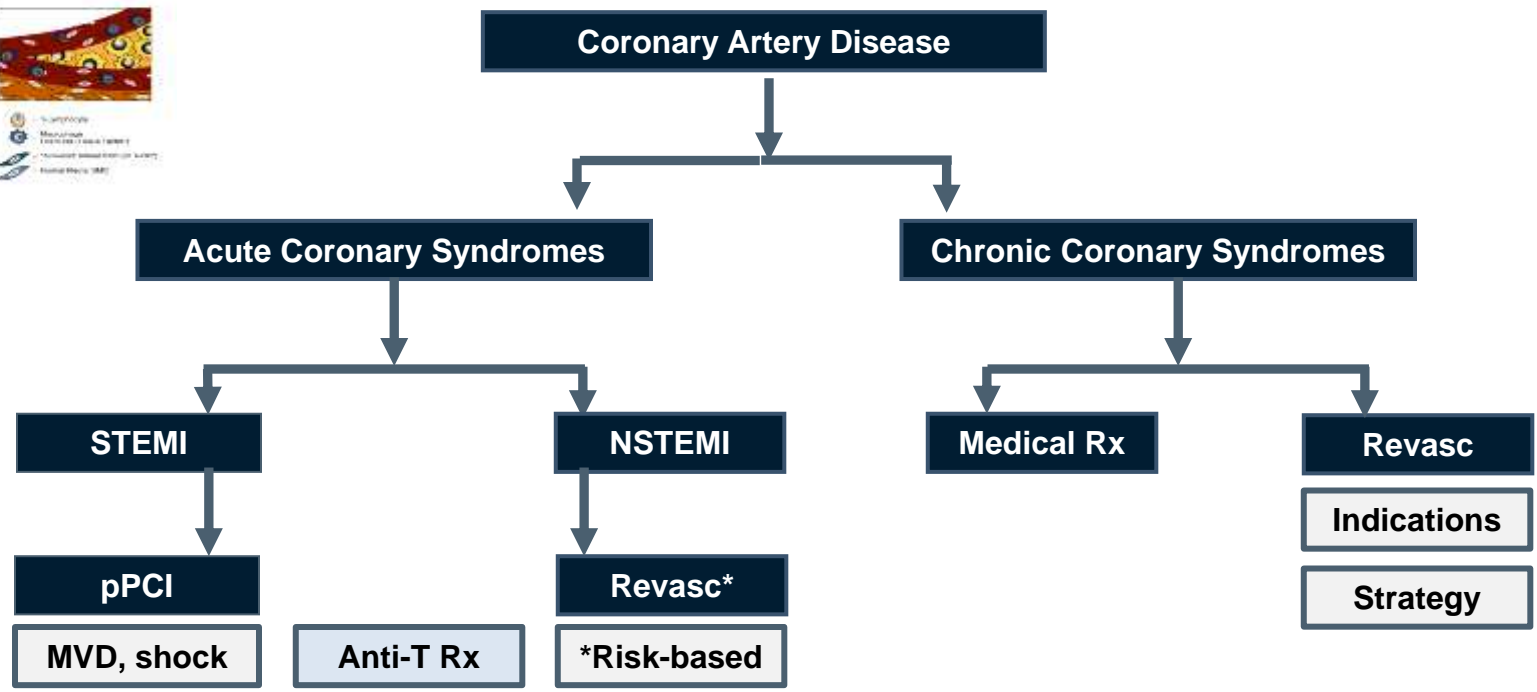 Coronary Artery Disease
Acute Coronary Syndromes
Chronic Coronary Syndromes
STEMI
NSTEMI
Medical Rx
Revasc
Indications
pPCI
Revasc*
Strategy
MVD, shock
Anti-T Rx
*Risk-based